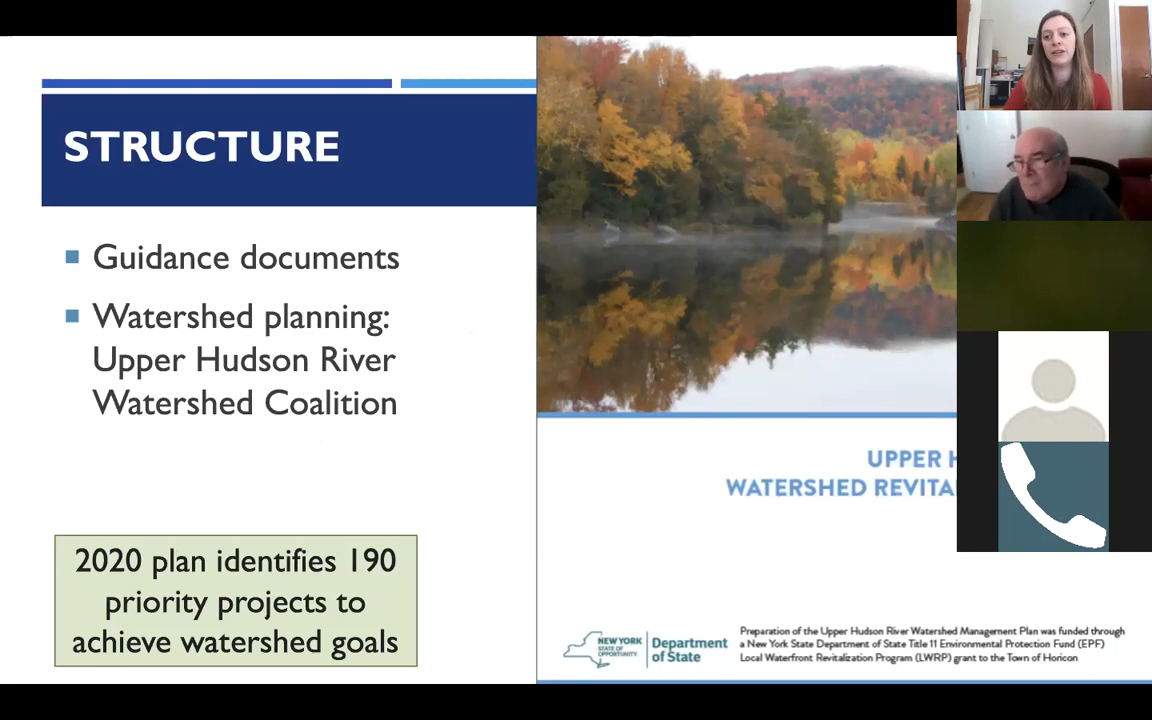 STRUCTURE
Guidance documents
Watershed planning:
Upper Hudson River
Watershed Coalition
2020 plan identifies 190
priority projects to
achieve watershed goals
UPPER H
WATERSHED REVITA
NEW YORK
STATE OF
OPPORTUNITY.
Department
of State
Preparation of the Upper Hudson River Watershed Management Plan was funded through
a New York State Department of State Title 11 Environmental Protection Fund (EPF)
Local Waterfront Revitalization Program (LWRP) grant to the Town of Horicon